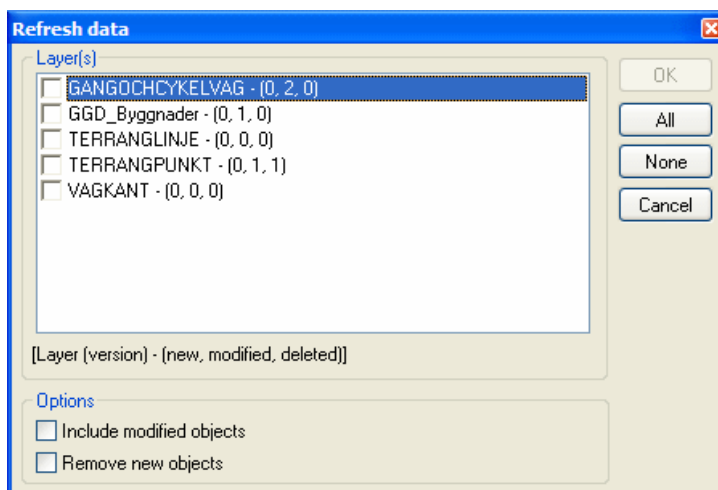 Refresh data
Layer(s)
GANGOCHCYKELVAG - (0, 2, 0)
GGD_Byggnader - (0, 1, 0)
TERRANGLINJE - (0, 0, 0)
TERRANGPUNKT - (0, 1, 1)
VAGKANT - (0, 0, 0)
[Layer (version) - (new, modified, deleted)]
OK
All
None
Cancel
Options
Include modified objects
Remove new objects